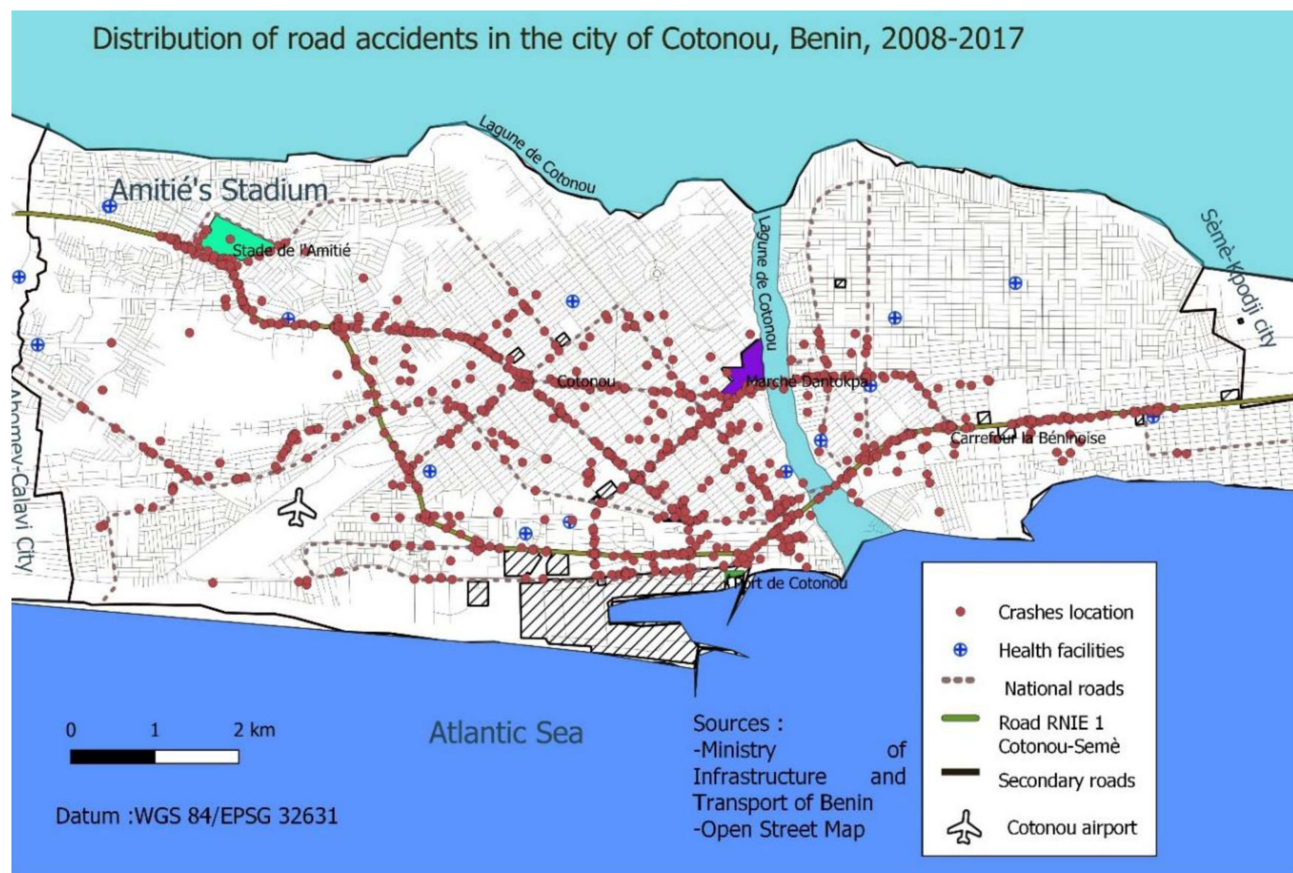 Distribution of road accidents in the city of Cotonou, Benin, 2008-2017
Lagune de Cotonou
Amitié's Stadium
Stade de l'Amitié
Lagune de Cotonou
Sèmè-Kpodji city
Cotonou
Marche Dantokpa
Carrefour la Béninoise
Abomey-Calavi City
Port de Cotonou
Crashes location
Health facilities
National roads
Road RNIE 1
Cotonou-Semè
Secondary roads
Cotonou airport
0 1 2 km
Atlantic Sea
Sources :
-Ministry of
Infrastructure and
Transport of Benin
-Open Street Map
Datum :WGS 84/EPSG 32631